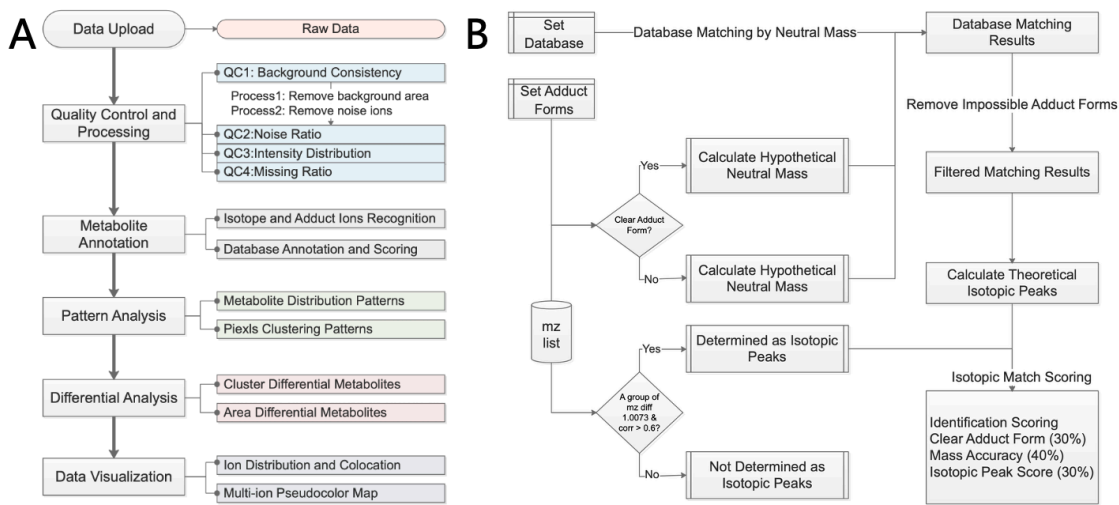 A
Data Upload
Raw Data
QC1: Background Consistency
Process1: Remove background area
Process2: Remove noise ions
Quality Control and
Processing
QC2:Noise Ratio
QC3:Intensity Distribution
QC4:Missing Ratio
Metabolite
Annotation
Isotope and Adduct Ions Recognition
Database Annotation and Scoring
Pattern Analysis
Metabolite Distribution Patterns
Piexls Clustering Patterns
Differential Analysis
Cluster Differential Metabolites
Area Differential Metabolites
Data Visualization
Ion Distribution and Colocation
Multi-ion Pseudocolor Map
B
Set
Database
Database Matching by Neutral Mass
Database Matching
Results
Set Adduct
Forms
Remove Impossible Adduct Forms
Yes
Calculate Hypothetical
Neutral Mass
Filtered Matching Results
Clear Adduct
Form?
No
Calculate Hypothetical
Neutral Mass
Calculate Theoretical
Isotopic Peaks
mz
list
Yes
Determined as Isotopic
Peaks
Isotopic Match Scoring
A group of
mz diff
1.0073 &
corr > 0.6?
Identification Scoring
Clear Adduct Form (30%)
Mass Accuracy (40%)
Isotopic Peak Score (30%)
No
Not Determined as
Isotopic Peaks